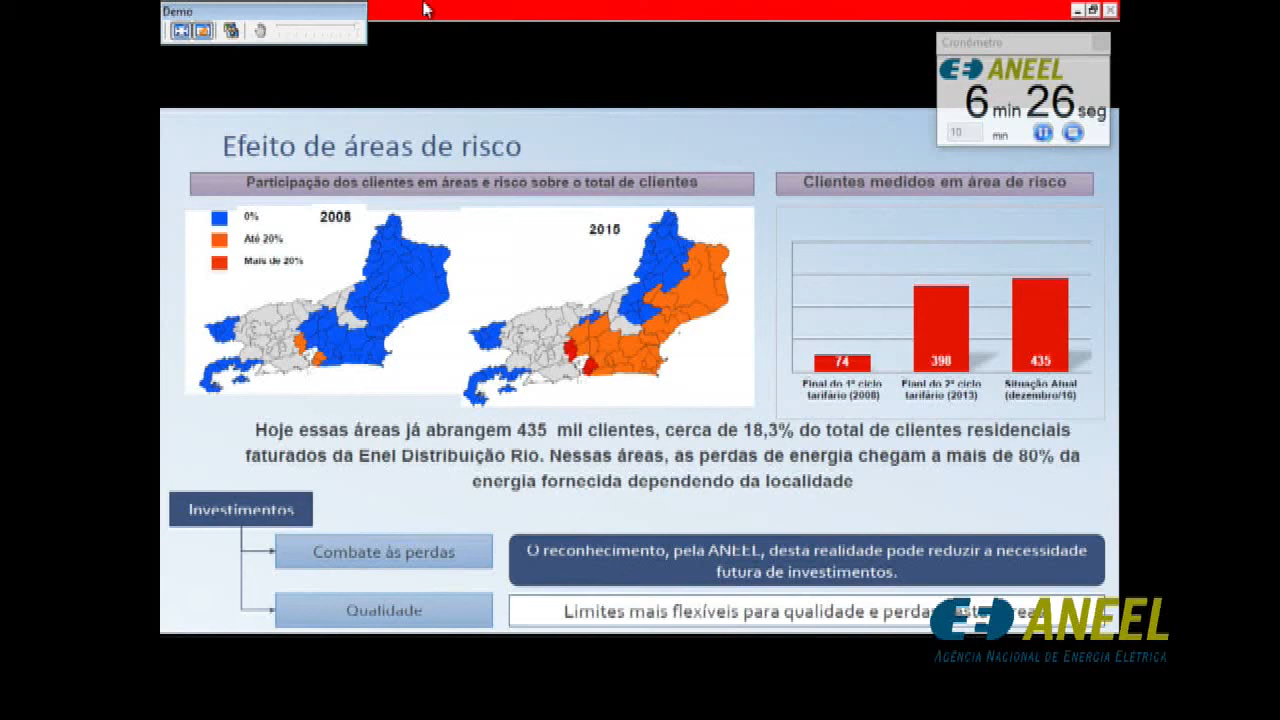 Demo
Cronômetro
ANEEL
6 min 26 seg
10 min
Efeito de áreas de risco
Participação dos clientes em áreas e risco sobre o total de clientes
Clientes medidos em área de risco
0%
Até 20%
Mais de 20%
2008
2016
74
398
435
Final do 1º ciclo
tarifário (2008)
Fianl do 2º ciclo
tarifário (2013)
Situação Atual
(dezembro/16)
Hoje essas áreas já abrangem 435 mil clientes, cerca de 18,3% do total de clientes residenciais
faturados da Enel Distribuição Rio. Nessas áreas, as perdas de energia chegam a mais de 80% da
energia fornecida dependendo da localidade
Investimentos
Combate às perdas
O reconhecimento, pela ANEEL, desta realidade pode reduzir a necessidade
futura de investimentos.
Qualidade
Limites mais flexíveis para qualidade e
ANEEL
AGÊNCIA NACIONAL DE ENERGIA ELÉTRICA